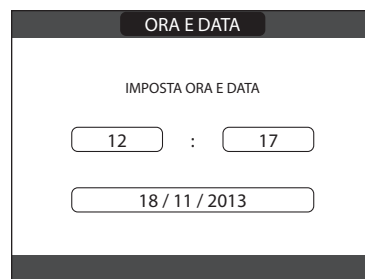 ORA E DATA
IMPOSTA ORA E DATA
12 : 17
18 / 11 / 2013